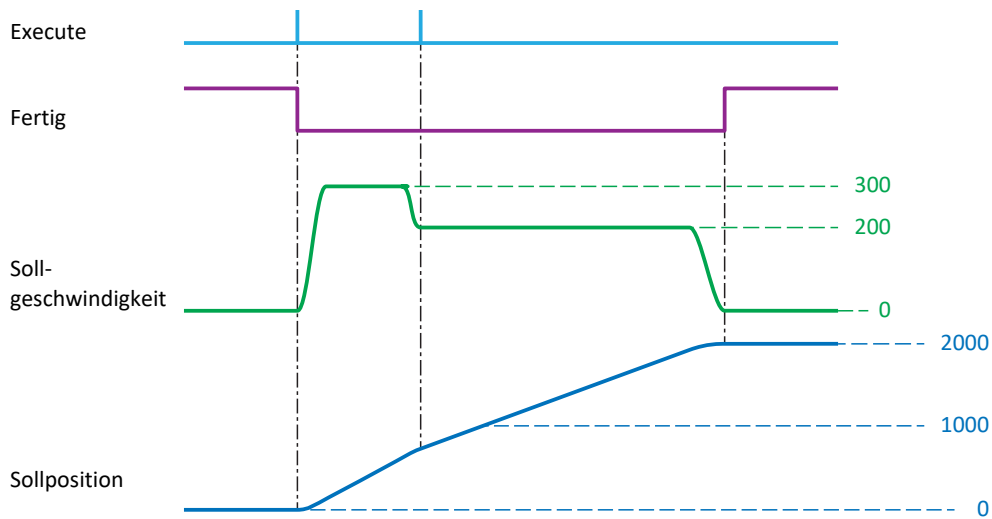 Execute
Fertig
300
200
Soll-
geschwindigkeit
0
2000
1000
Sollposition
0